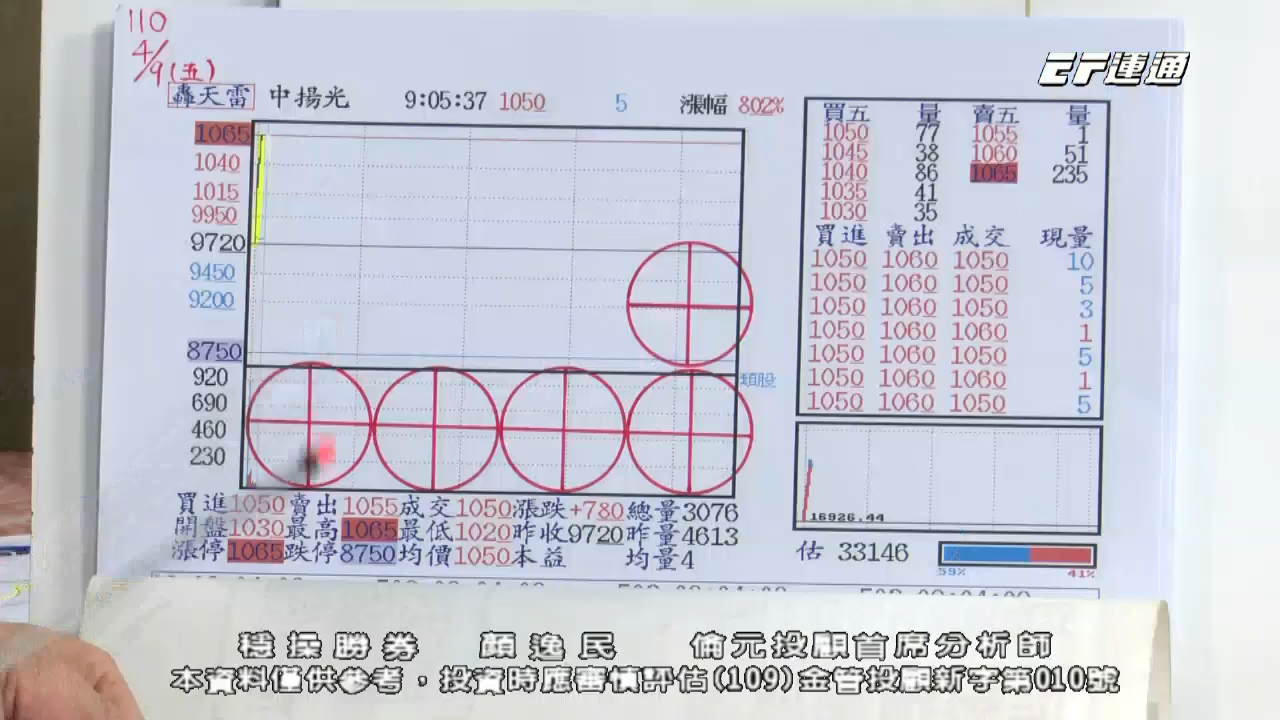 110
4/9(五)
EF運通
轟天雷 中揚光 9:05:37 1050 5 漲幅 802%
1065
1040
1015
9950
9720
9450
9200
8750
920
690
460
230
類股
買五 量 賣五 量
1050 77 1055 1
1045 38 1060 51
1040 86 1065 235
1035 41
1030 35
買進 賣出 成交 現量
1050 1060 1050 10
1050 1060 1050 5
1050 1060 1050 3
1050 1060 1060 1
1050 1060 1050 5
1050 1060 1060 1
1050 1060 1050 5
16926.44
買進1050賣出1055成交1050漲跌+780總量3076
開盤1030最高1065最低1020昨收9720昨量4613
漲停1065跌停8750均價1050本益 均量4
估 33146
59% 41%
穩操勝券 顏逸民 倫元投顧首席分析師
本資料僅供參考，投資時應審慎評估(109)金管投顧新字第010號